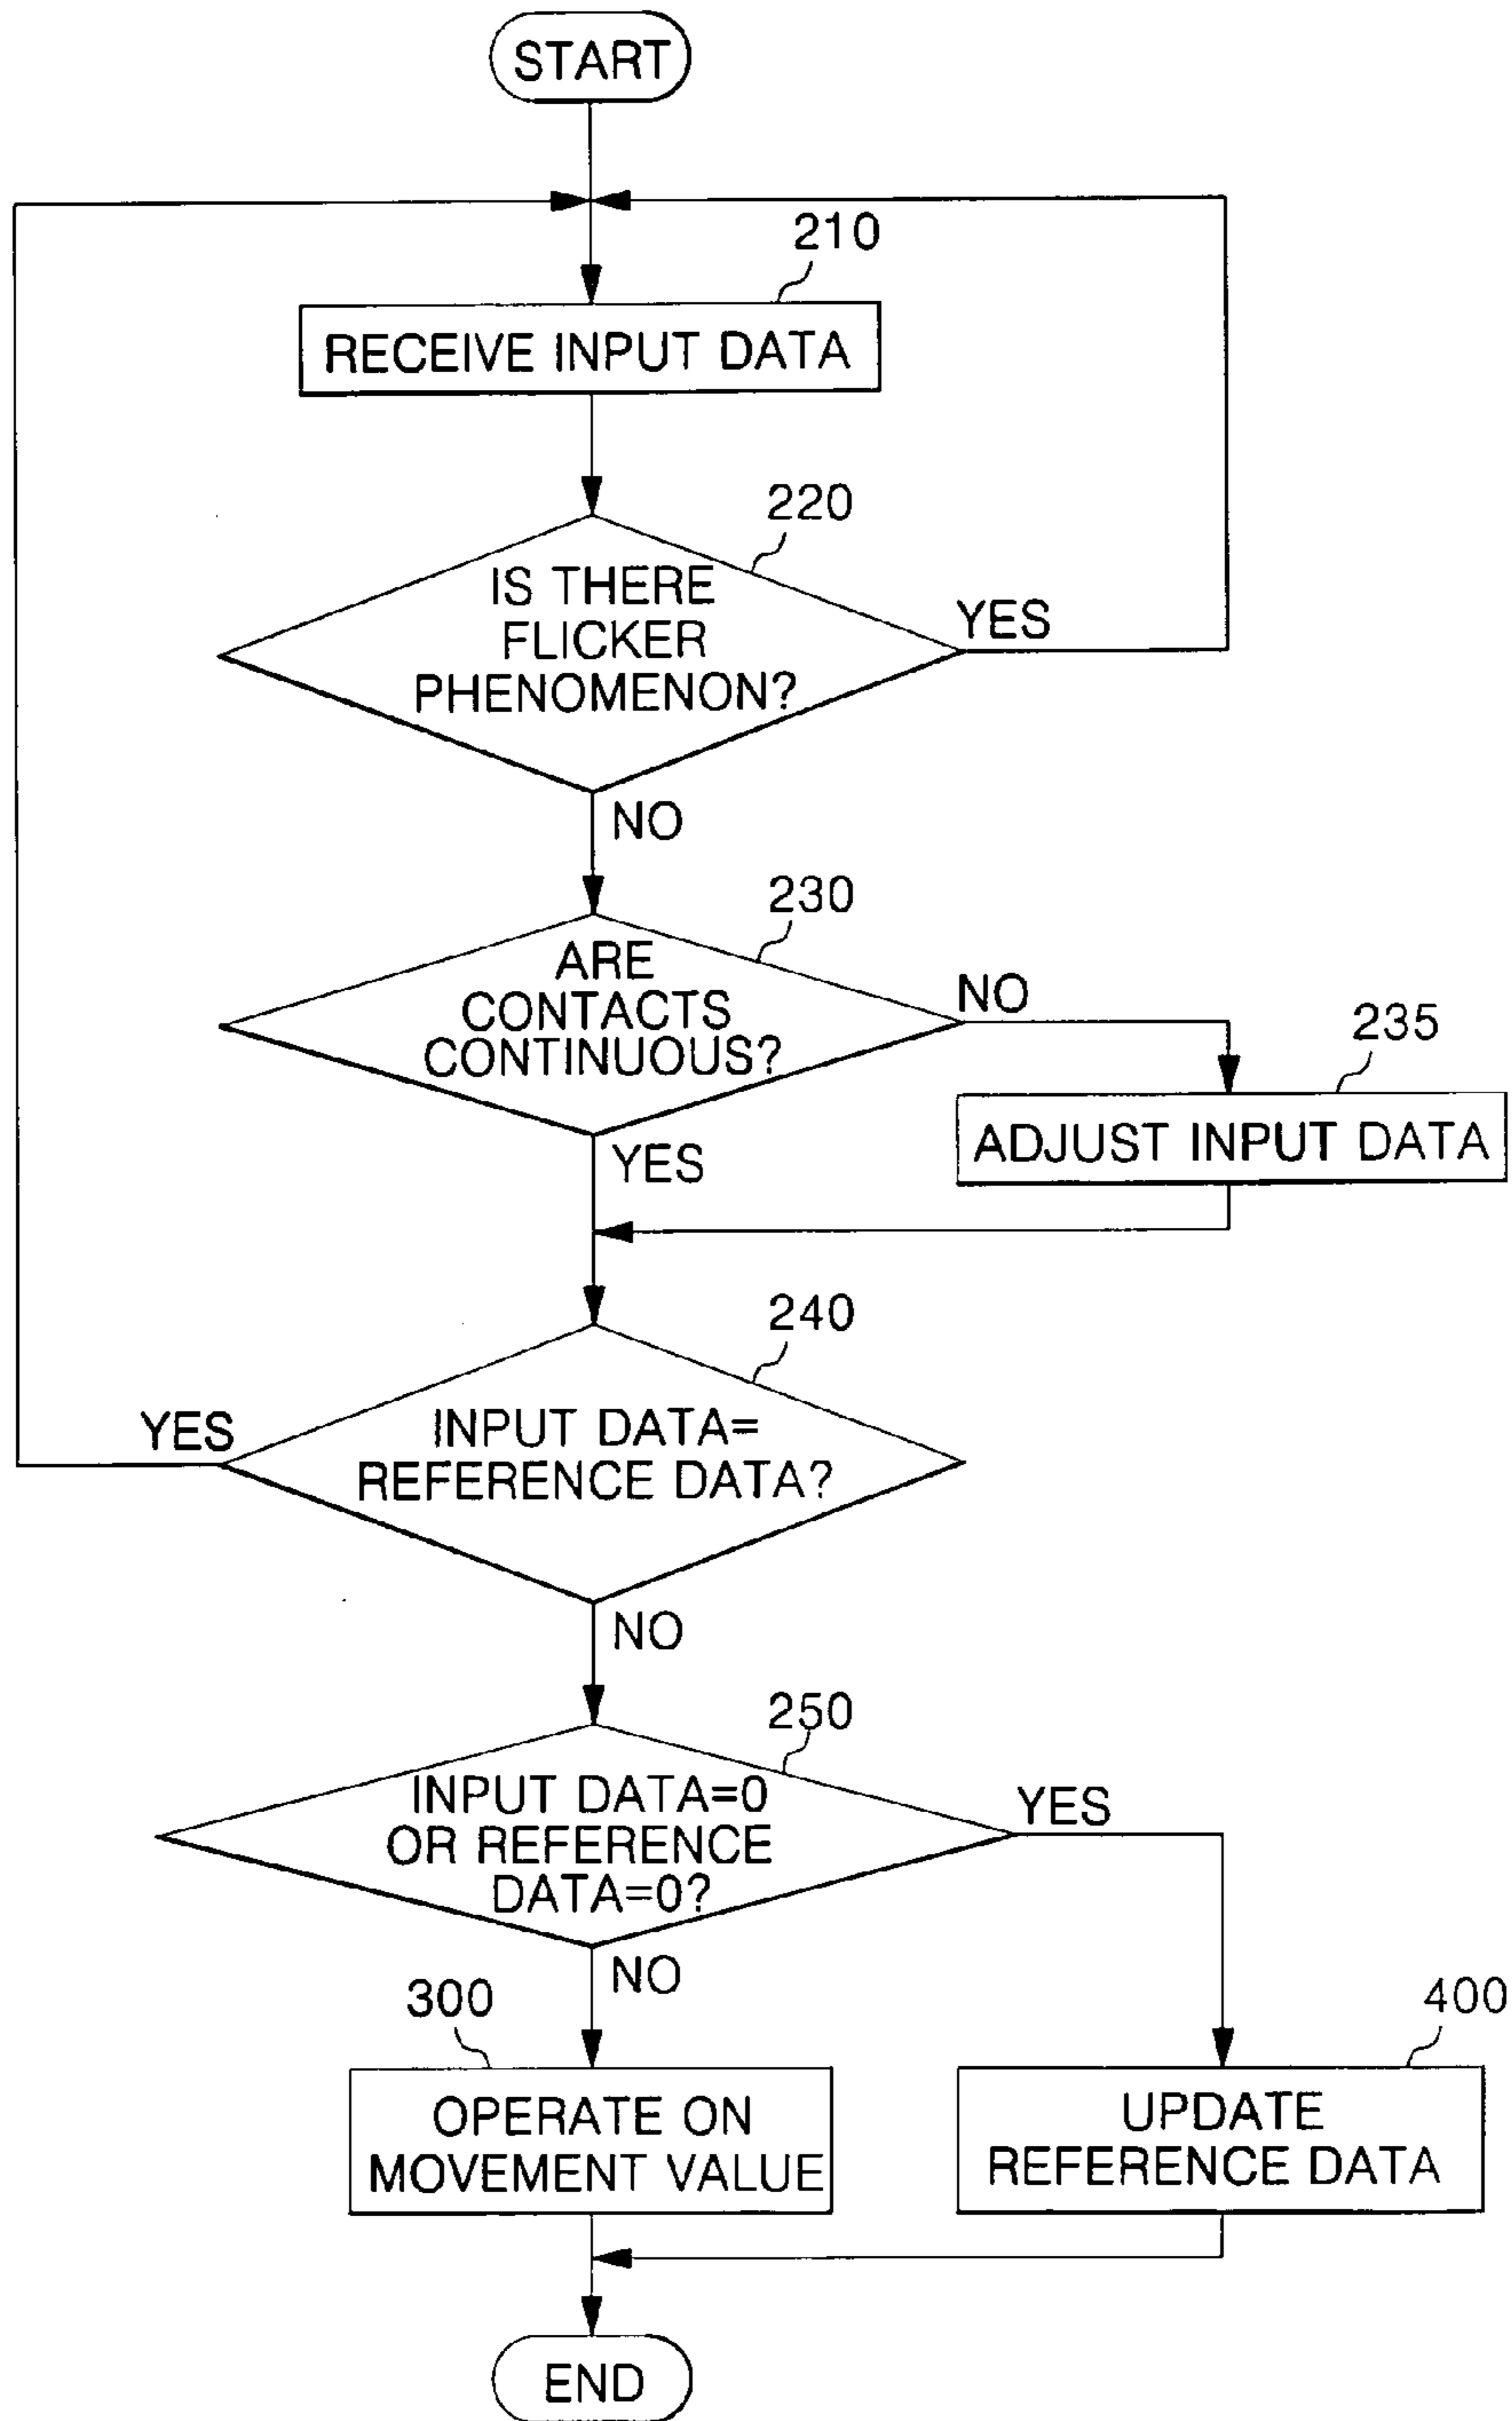 START
210
RECEIVE INPUT DATA
220
IS THERE
FLICKER
PHENOMENON?
YES
NO
230
ARE
CONTACTS
CONTINUOUS?
NO
235
ADJUST INPUT DATA
YES
240
INPUT DATA=
REFERENCE DATA?
YES
NO
250
INPUT DATA=0
OR REFERENCE
DATA=0?
YES
NO
300
OPERATE ON
MOVEMENT VALUE
400
UPDATE
REFERENCE DATA
END